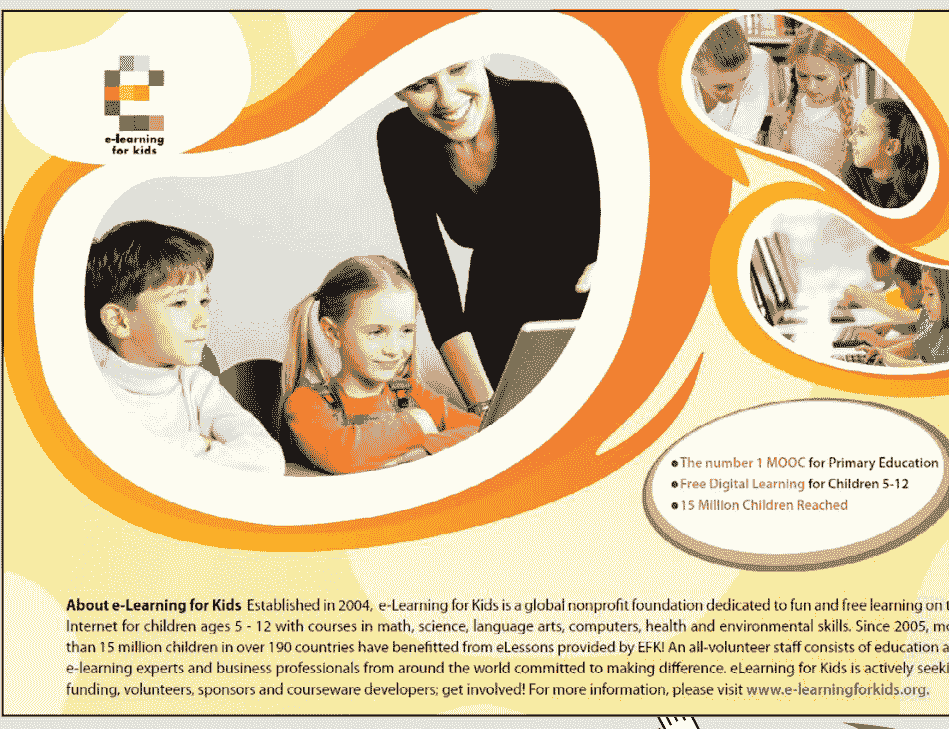 e-learning
for kids
The number 1 MOOC for Primary Education
Free Digital Learning for Children 5-12
15 Million Children Reached
About e-Learning for Kids Established in 2004, e-Learning for Kids is a global nonprofit foundation dedicated to fun and free learning on
Internet for children ages 5 - 12 with courses in math, science, language arts, computers, health and environmental skills. Since 2005,
than 15 million children in over 190 countries have benefitted from eLessons provided by EFK! An all-volunteer staff consists of education
e-learning experts and business professionals from around the world committed to making difference. eLearning for Kids is actively
funding, volunteers, sponsors and courseware developers; get involved! For more information, please visit www.e-learningforkids.org.